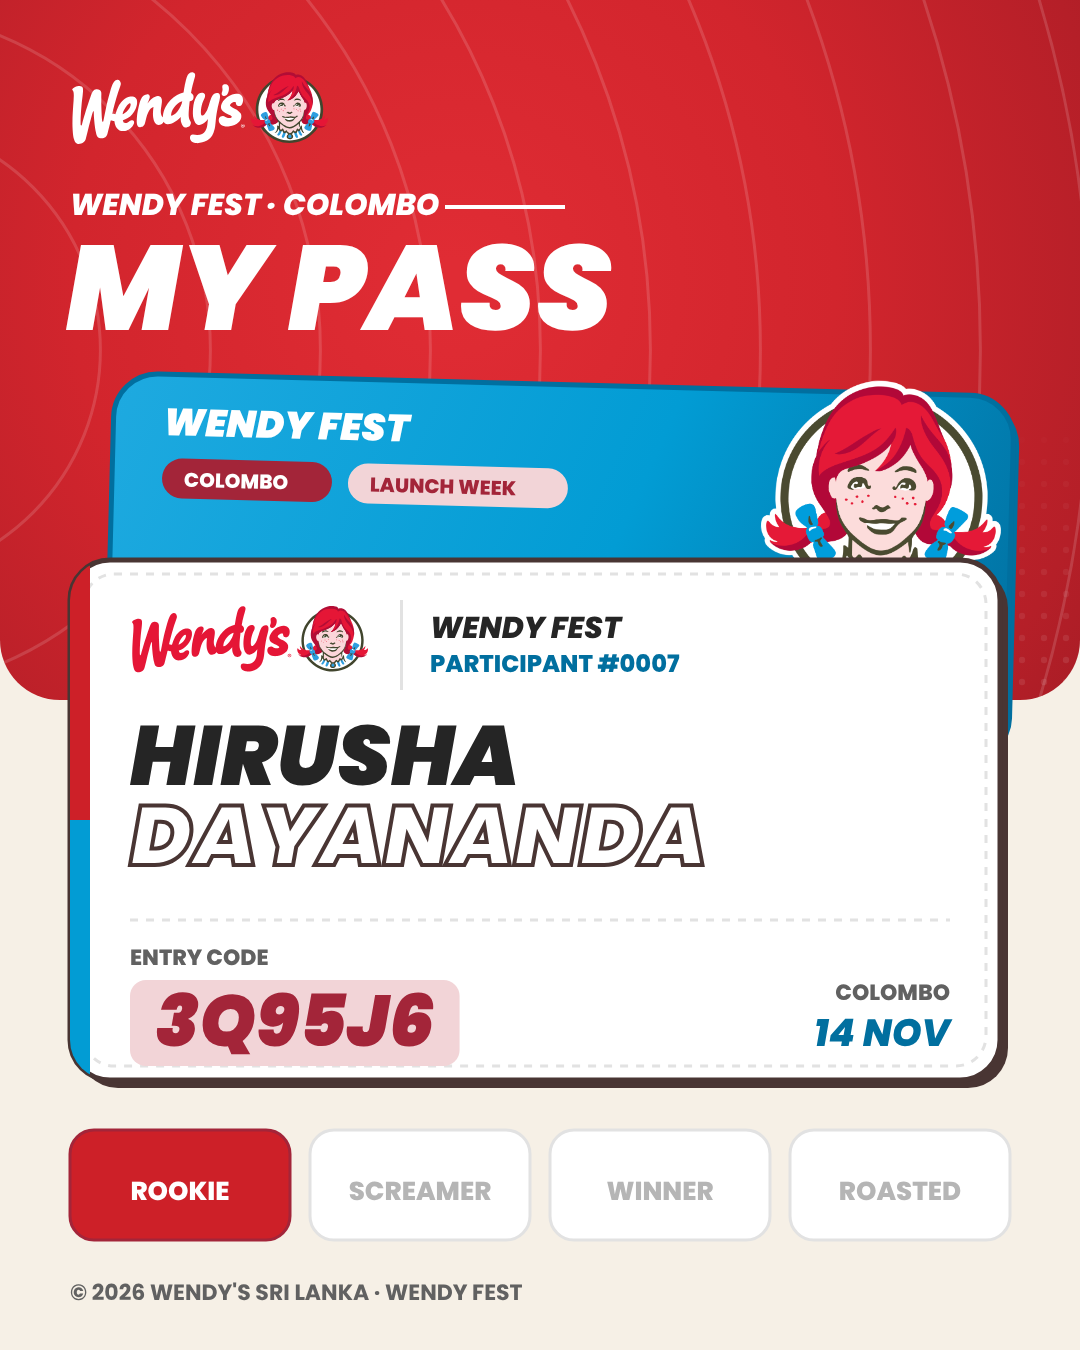 Wendy's
WENDY FEST · COLOMBO
MY PASS
WENDY FEST
COLOMBO
LAUNCH WEEK
Wendy's
WENDY FEST
PARTICIPANT #0007
HIRUSHA
DAYANANDA
ENTRY CODE
3Q95J6
COLOMBO
14 NOV
ROOKIE
SCREAMER
WINNER
ROASTED
© 2026 WENDY'S SRI LANKA · WENDY FEST